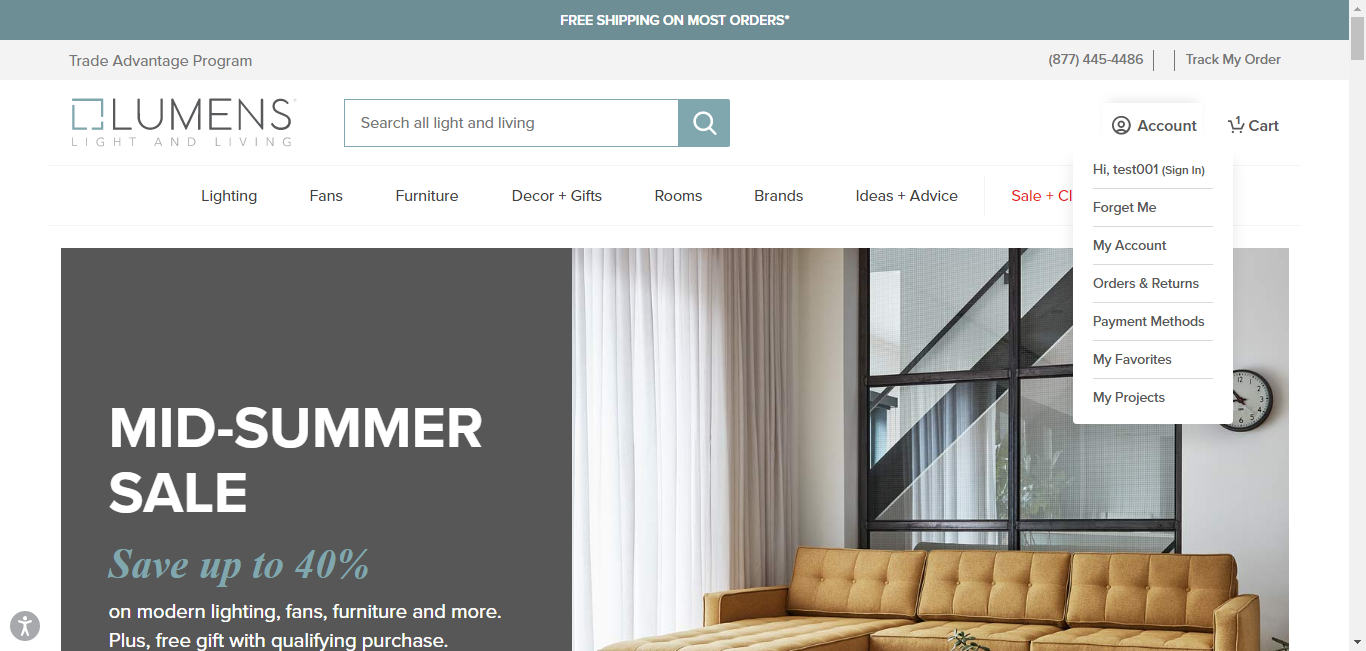 FREE SHIPPING ON MOST ORDERS*
Trade Advantage Program
(877) 445-4486
Track My Order
LUMENS
LIGHT AND LIVING
Search all light and living
Account
1
Cart
Hi, test001 (Sign In)
Forget Me
My Account
Orders & Returns
Payment Methods
My Favorites
My Projects
Lighting
Fans
Furniture
Decor + Gifts
Rooms
Brands
Ideas + Advice
Sale + Cl
MID-SUMMER
SALE
Save up to 40%
on modern lighting, fans, furniture and more.
Plus, free gift with qualifying purchase.